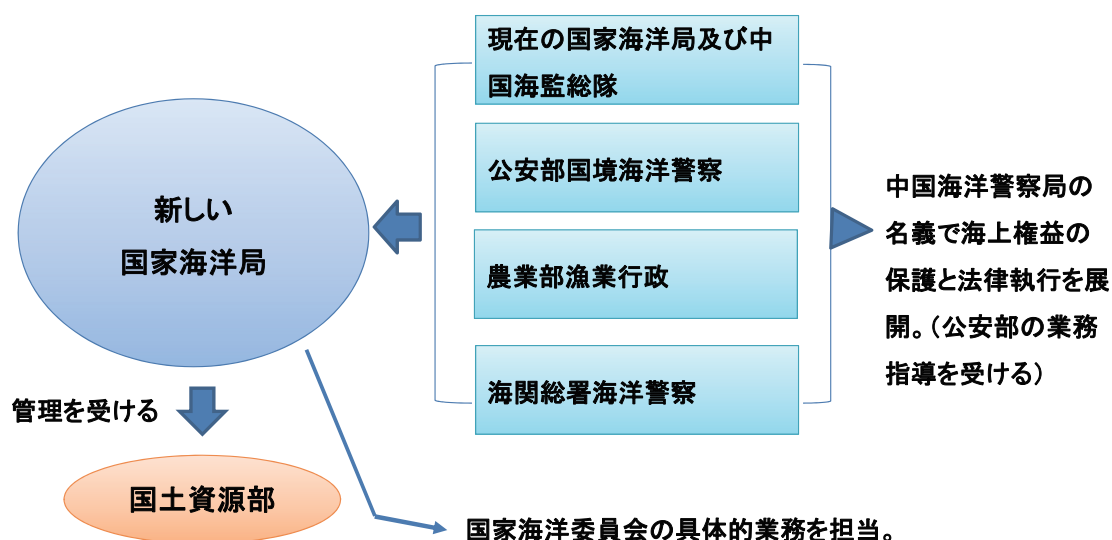 新しい
国家海洋局
管理を受ける
国土資源部
現在の国家海洋局及び中
国海監総隊
公安部国境海洋警察
農業部漁業行政
海関総署海洋警察
中国海洋警察局の
名義で海上権益の
保護と法律執行を展
開。（公安部の業務
指導を受ける）
国家海洋委員会の具体的業務を担当。